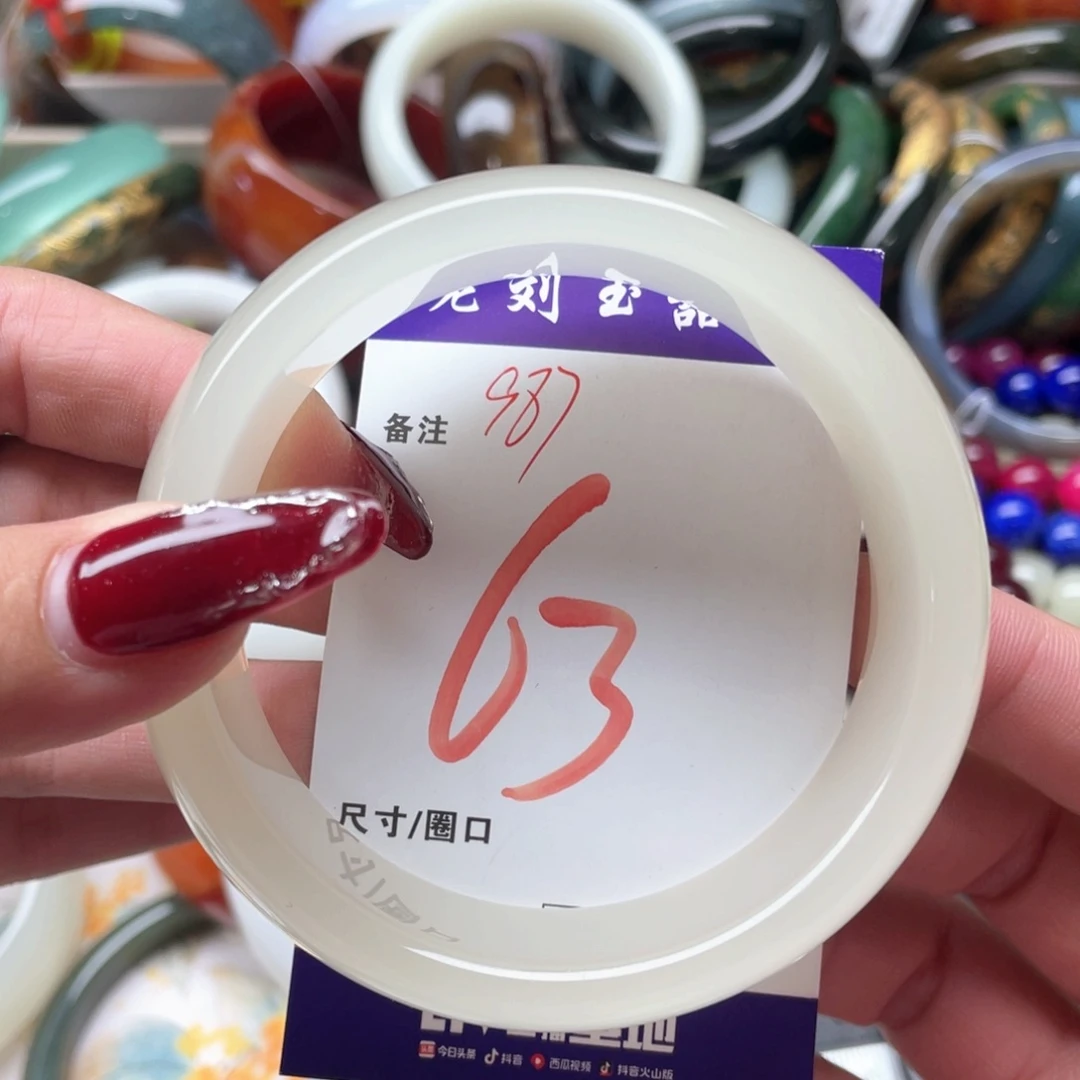 刻玉器
987
备注
63
尺寸/圈口
今日头条 抖音 西瓜视频 抖音火山版